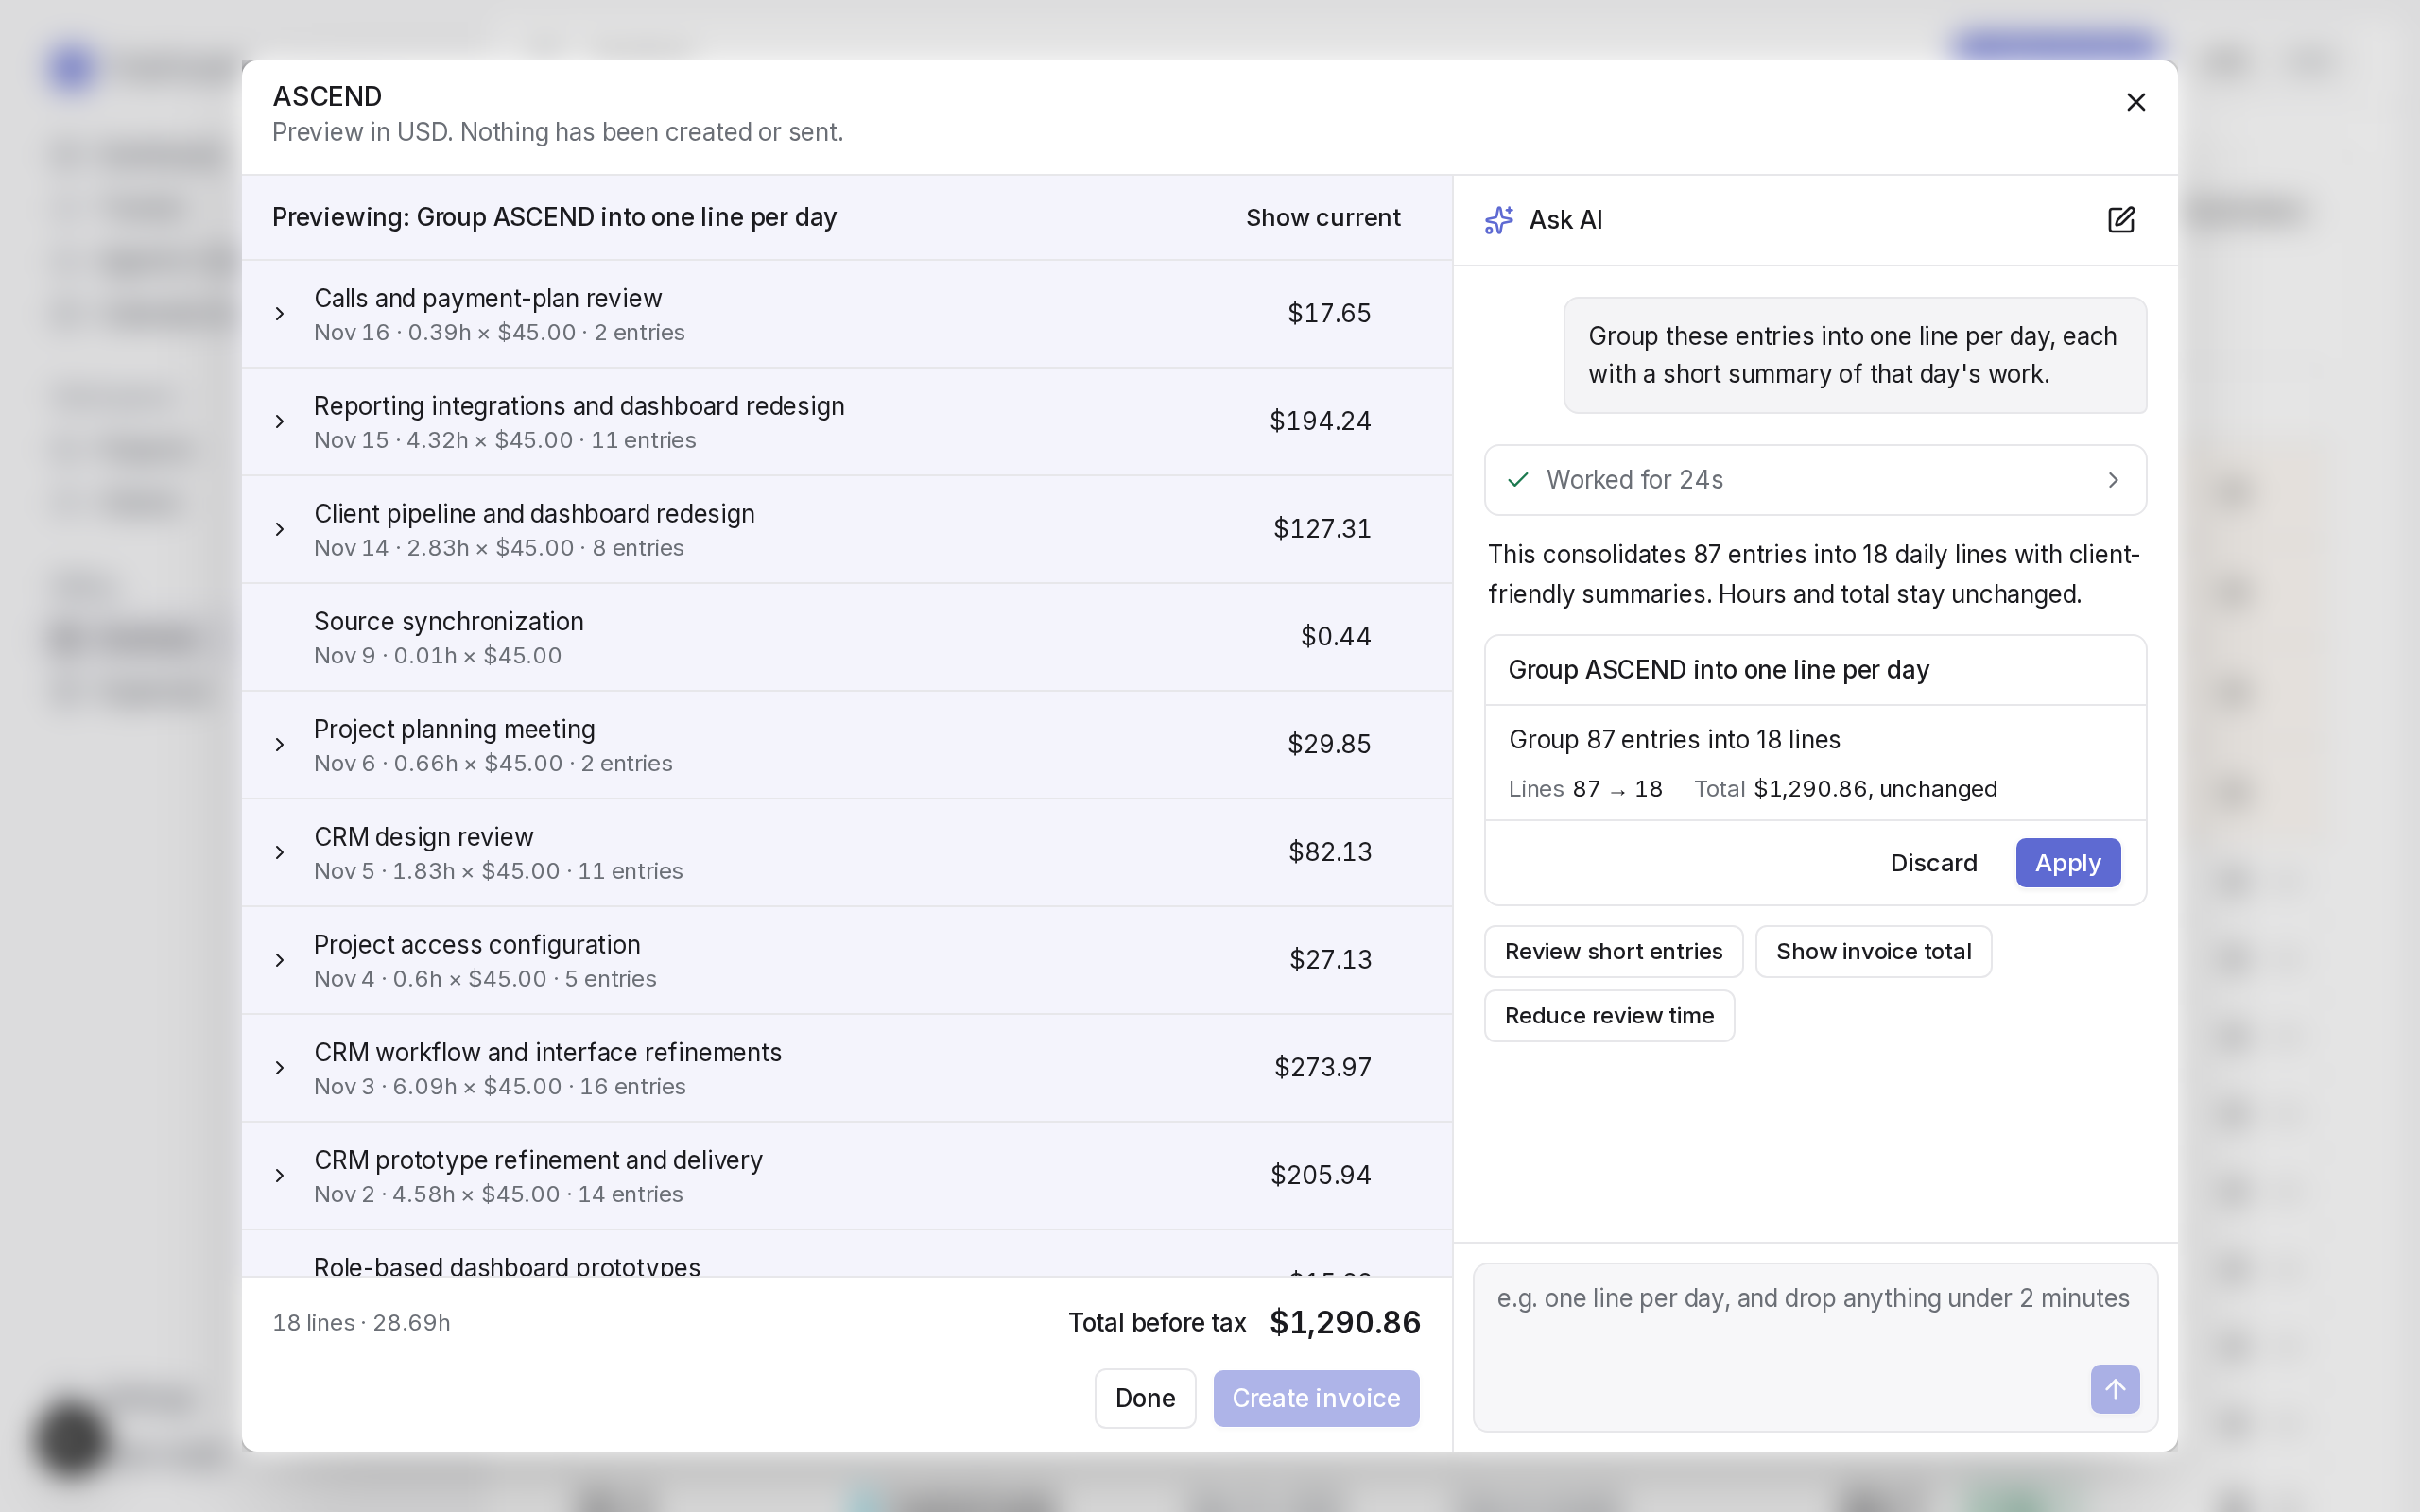 ASCEND
Preview in USD. Nothing has been created or sent.
Previewing: Group ASCEND into one line per day
Show current
Calls and payment-plan review
Nov 16 · 0.39h × $45.00 · 2 entries
$17.65
Reporting integrations and dashboard redesign
Nov 15 · 4.32h × $45.00 · 11 entries
$194.24
Client pipeline and dashboard redesign
Nov 14 · 2.83h × $45.00 · 8 entries
$127.31
Source synchronization
Nov 9 · 0.01h × $45.00
$0.44
Project planning meeting
Nov 6 · 0.66h × $45.00 · 2 entries
$29.85
CRM design review
Nov 5 · 1.83h × $45.00 · 11 entries
$82.13
Project access configuration
Nov 4 · 0.6h × $45.00 · 5 entries
$27.13
CRM workflow and interface refinements
Nov 3 · 6.09h × $45.00 · 16 entries
$273.97
CRM prototype refinement and delivery
Nov 2 · 4.58h × $45.00 · 14 entries
$205.94
Role-based dashboard prototypes
18 lines · 28.69h
Total before tax $1,290.86
Done
Create invoice
Ask AI
Group these entries into one line per day, each
with a short summary of that day's work.
Worked for 24s
This consolidates 87 entries into 18 daily lines with client-
friendly summaries. Hours and total stay unchanged.
Group ASCEND into one line per day
Group 87 entries into 18 lines
Lines 87 → 18 Total $1,290.86, unchanged
Discard
Apply
Review short entries
Show invoice total
Reduce review time
e.g. one line per day, and drop anything under 2 minutes